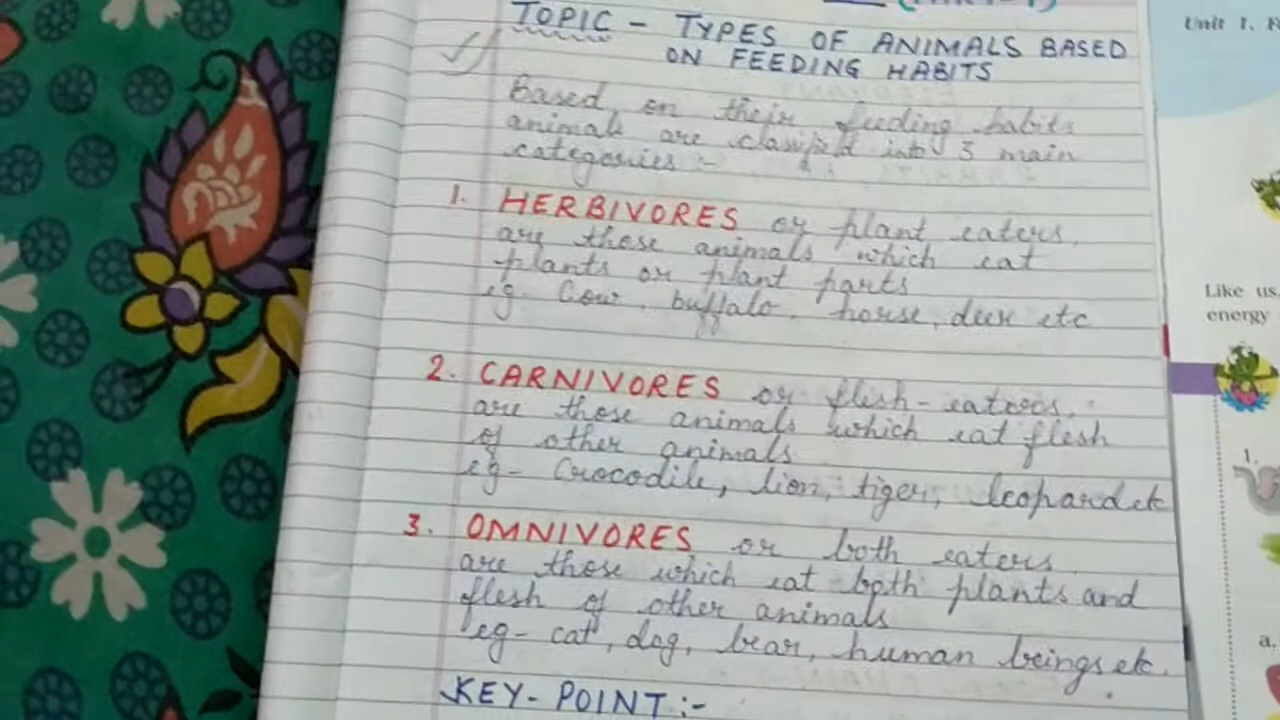 TOPIC - TYPES OF ANIMALS BASED
ON FEEDING HABITS
Based on their feeding habits
animals are classified into 3 main
categories :-
1. HERBIVORES or plant eaters.
are those animals which eat
plants or plant parts
eg- Cow, buffalo, horse, deer etc
2. CARNIVORES or flesh-eaters.
are those animals which eat flesh
of other animals
eg- Crocodile, lion, tiger, leopard etc
3. OMNIVORES or both eaters
are those which eat both plants and
flesh of other animals
eg- cat, dog, bear, human beings etc.
KEY-POINT:-
Unit 1.
Like us,
energy
1.
a.